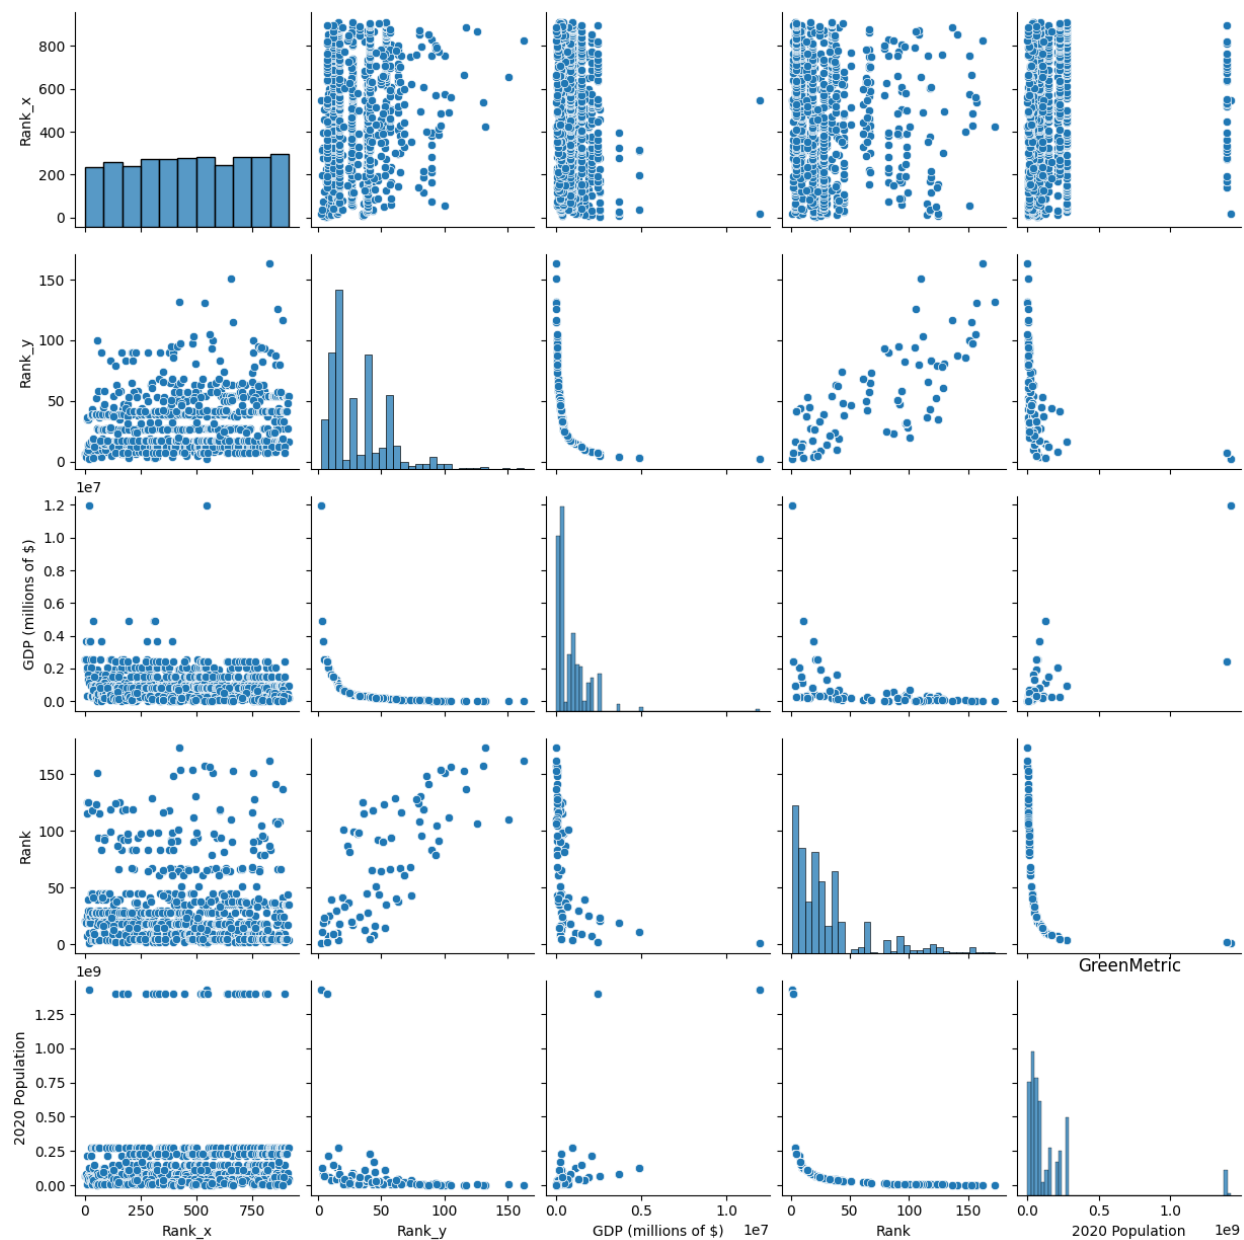 800
600
400
200
0
Rank_x
150
100
50
0
Rank_y
1e7
1.2
1.0
0.8
0.6
0.4
0.2
0.0
GDP (millions of $)
150
100
50
0
Rank
GreenMetric
1e9
1.25
1.00
0.75
0.50
0.25
0.00
2020 Population
0 250 500 750
0 50 100 150
0.0 0.5 1.0
0 50 100 150
0.0 0.5 1.0
Rank_x Rank_y GDP (millions of $) 1e7 Rank 2020 Population 1e9